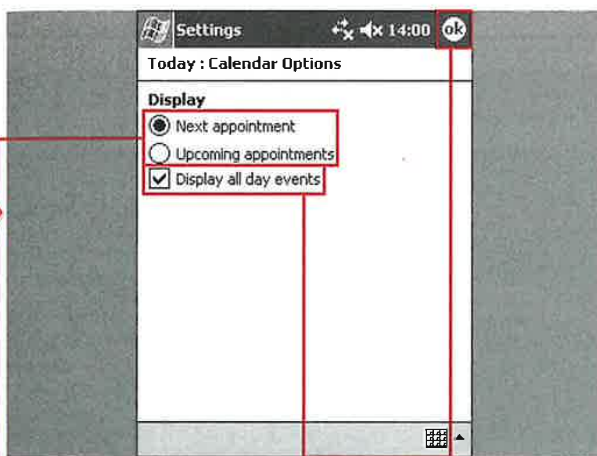 Settings 14:00 ok
Today : Calendar Options
Display
Next appointment
Upcoming appointments
Display all day events